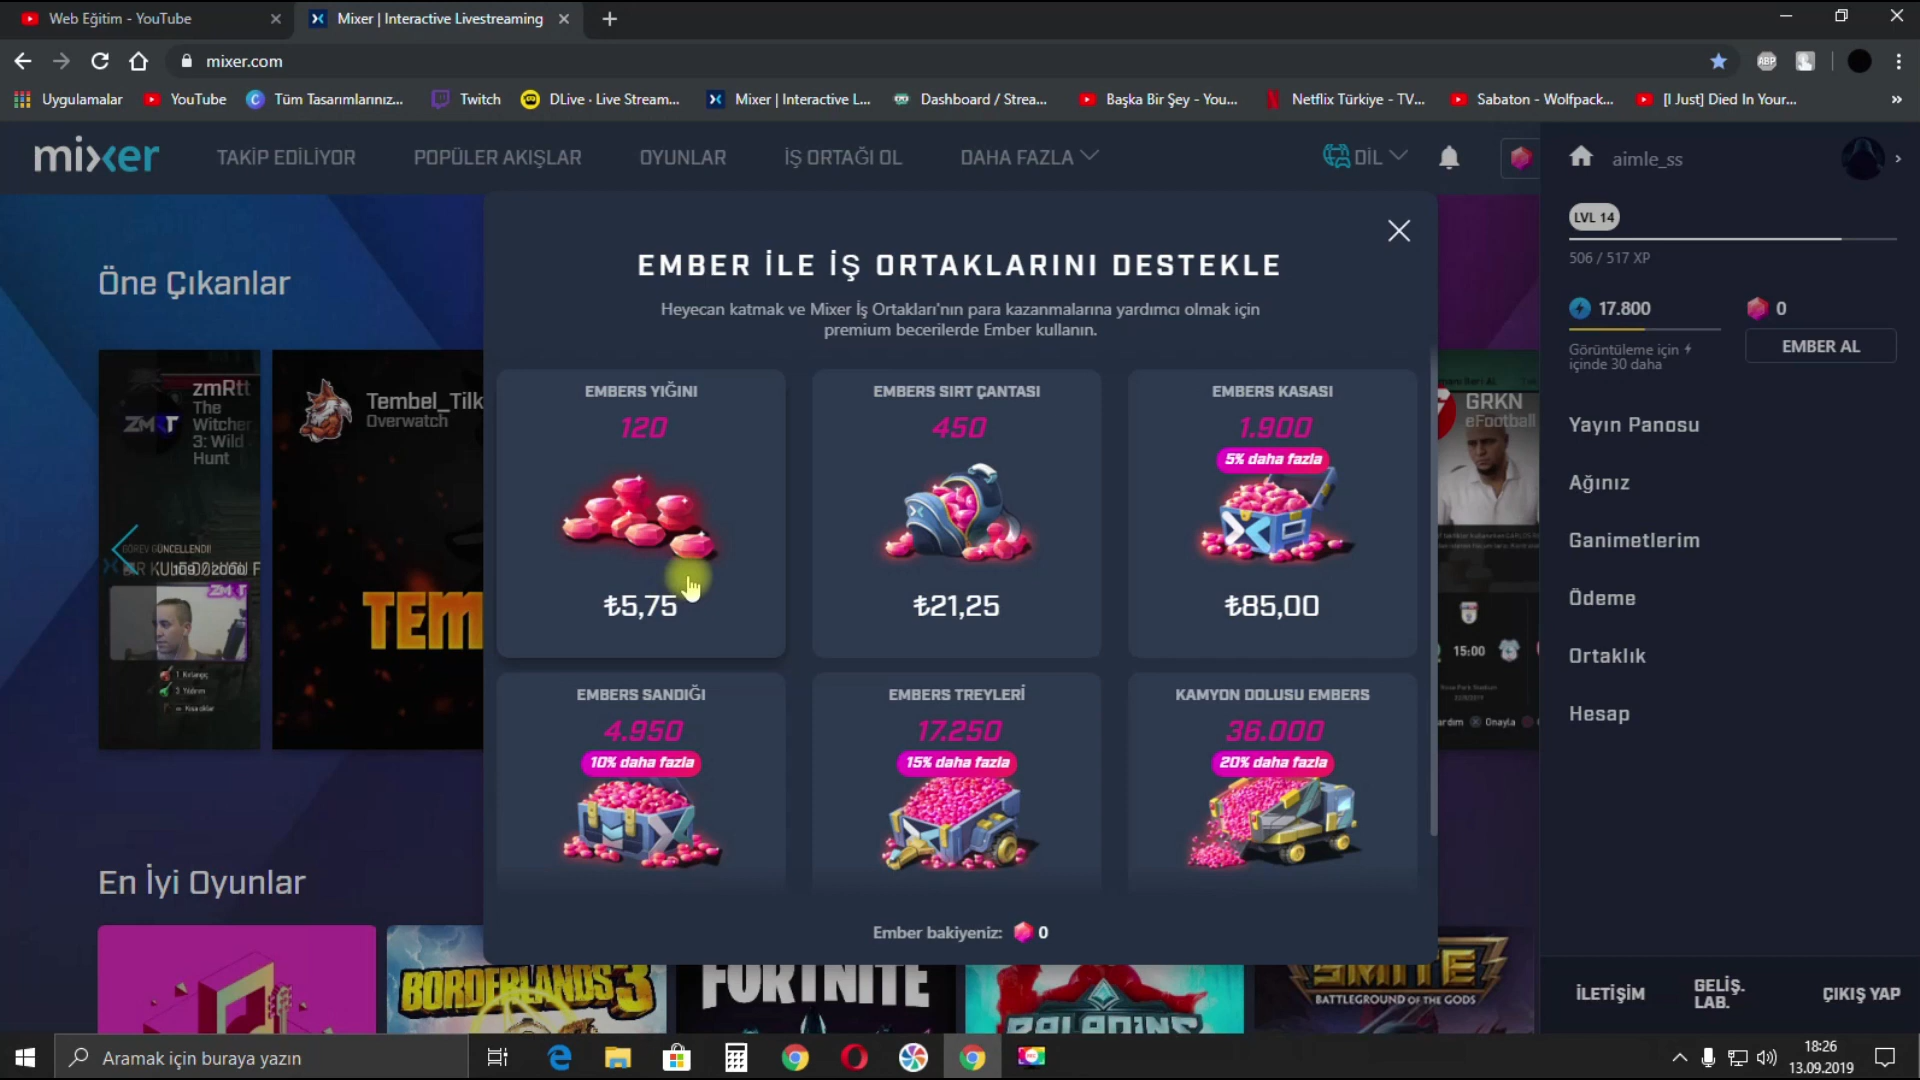 Web Eğitim - YouTube
Mixer | Interactive Livestreaming
mixer.com
ABP
Uygulamalar
YouTube
Tüm Tasarımlarınız...
Twitch
DLive · Live Stream...
Mixer | Interactive L...
Dashboard / Strea...
Başka Bir Şey - You...
Netflix Türkiye - TV...
Sabaton - Wolfpack...
[I Just] Died In Your...
mixer
TAKİP EDİLİYOR
POPÜLER AKIŞLAR
OYUNLAR
İŞ ORTAĞI OL
DAHA FAZLA
DİL
aimle_ss
LVL 14
506 / 517 XP
17.800
0
Görüntüleme için
içinde 30 daha
EMBER AL
Yayın Panosu
Ağınız
Ganimetlerim
Ödeme
Ortaklık
Hesap
İLETİŞİM
GELİŞ.
LAB.
ÇIKIŞ YAP
Öne Çıkanlar
zmRtt
The
Witcher
3: Wild
Hunt
ZMT
GÖREV GÜNCELLENDİ!
ZMT
Tembel_Tilk
Overwatch
TEM
EMBER İLE İŞ ORTAKLARINI DESTEKLE
Heyecan katmak ve Mixer İş Ortakları'nın para kazanmalarına yardımcı olmak için
premium becerilerde Ember kullanın.
EMBERS YIĞINI
120
₺5,75
EMBERS SIRT ÇANTASI
450
₺21,25
EMBERS KASASI
1.900
5% daha fazla
₺85,00
EMBERS SANDIĞI
4.950
10% daha fazla
EMBERS TREYLERİ
17.250
15% daha fazla
KAMYON DOLUSU EMBERS
36.000
20% daha fazla
Ember bakiyeniz: 0
GRKN
eFootball
15:00
Onayla
En İyi Oyunlar
BORDERLANDS 3
FORTNITE
PALADINS
SMITE
BATTLEGROUND OF THE GODS
Aramak için buraya yazın
18:26
13.09.2019